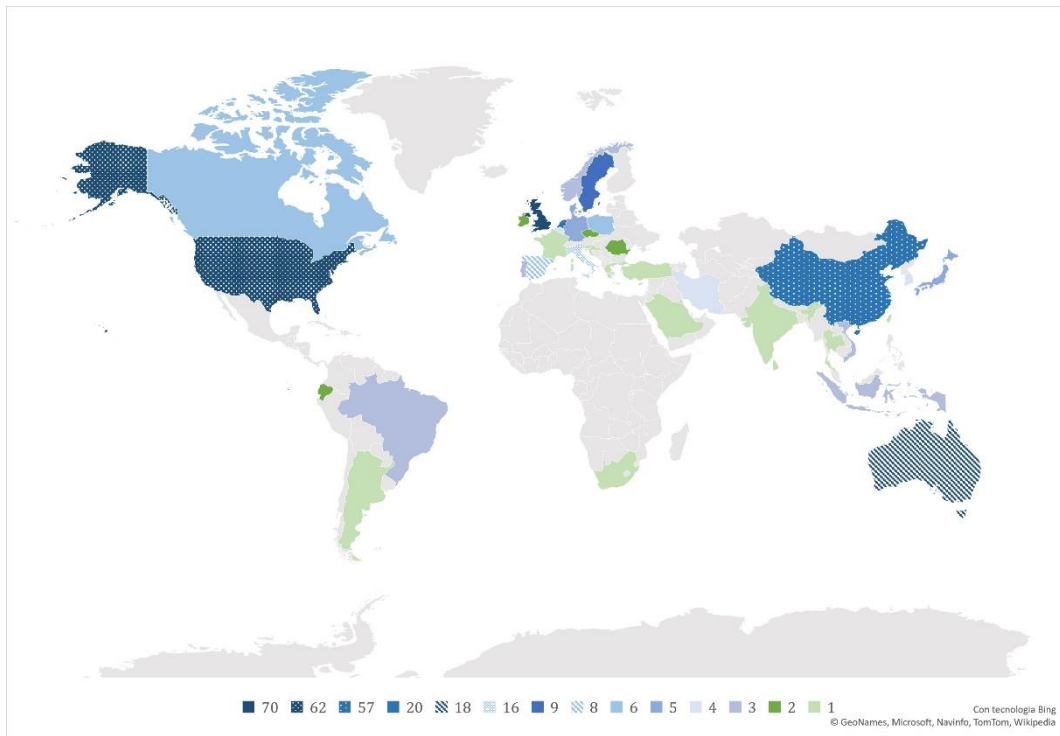 70 62 57 20 18 16 9 8 6 5 4 3 2 1
Con tecnologia Bing
© GeoNames, Microsoft, Navinfo, TomTom, Wikipedia